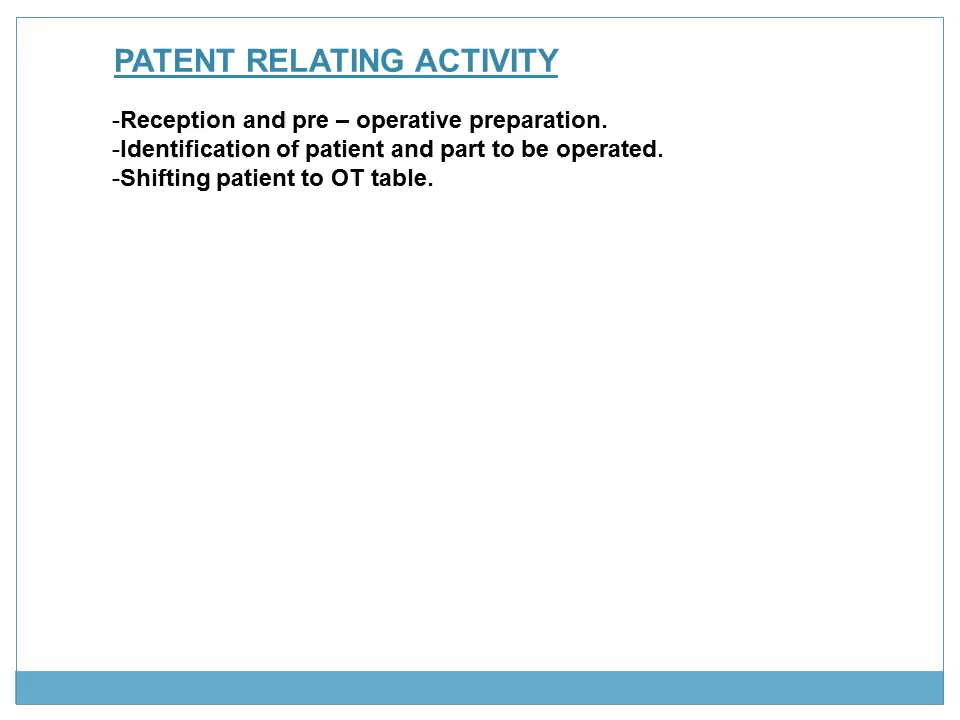 PATENT RELATING ACTIVITY
-Reception and pre – operative preparation.
-Identification of patient and part to be operated.
-Shifting patient to OT table.